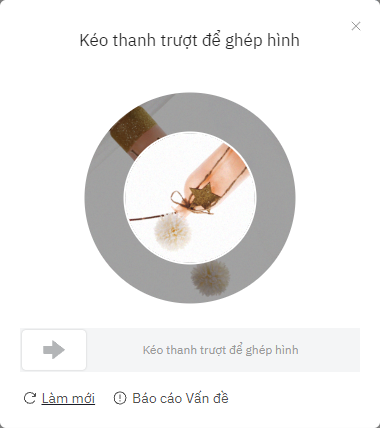 Kéo thanh trượt để ghép hình
Kéo thanh trượt để ghép hình
Làm mới
Báo cáo Vấn đề